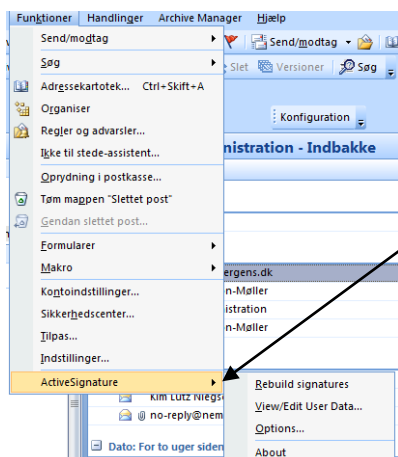 Funktioner Handlinger Archive Manager Hjælp
Send/modtag
Send/modtag
Søg
Slet Versioner Søg
Adressekartotek... Ctrl+Skift+A
Organiser
Konfiguration
Regler og advarsler...
Ikke til stede-assistent...
nistration - Indbakke
Oprydning i postkasse...
Tøm mappen "Slettet post"
Gendan slettet post...
Formularer
Makro
ergens.dk
Kontoindstillinger...
n-Møller
Sikkerhedscenter...
istration
Tilpas...
n-Møller
Indstillinger...
ActiveSignature
Rebuild signatures
Kim Lutz Niegs
View/Edit User Data...
no-reply@nem
Options...
Dato: For to uger siden
About